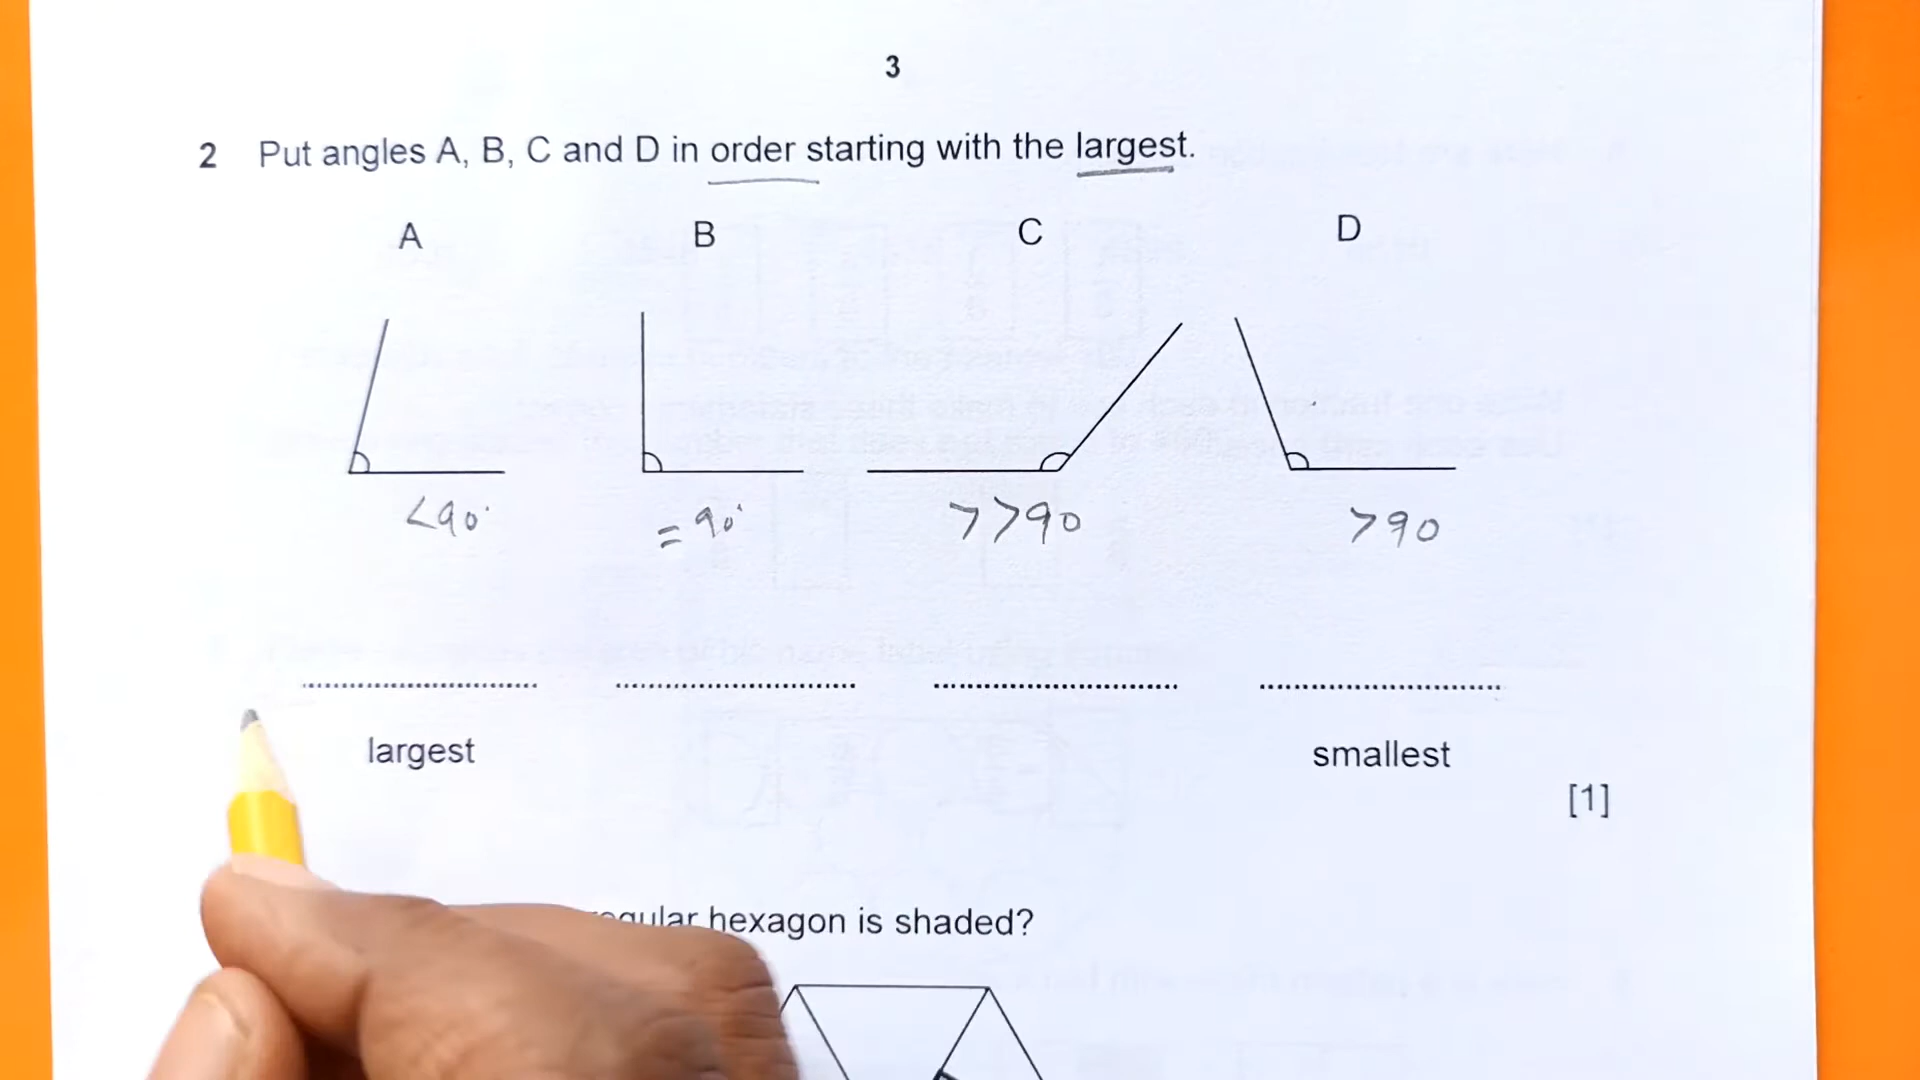 3
2 Put angles A, B, C and D in order starting with the largest.
A B C D
<90° =90° >>90 >90
largest smallest
[1]
hexagon is shaded?